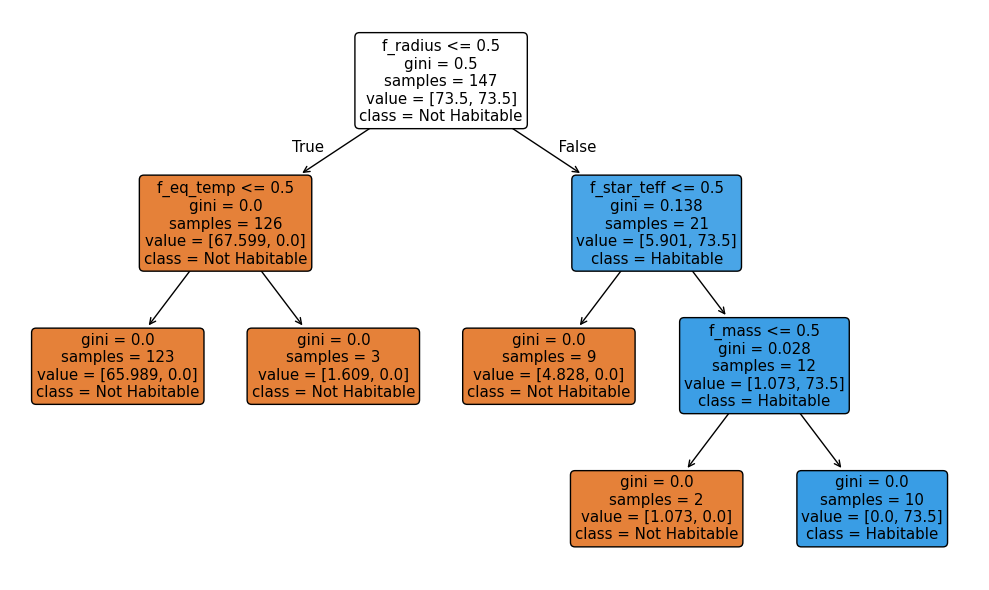 f_radius <= 0.5
gini = 0.5
samples = 147
value = [73.5, 73.5]
class = Not Habitable
True
False
f_eq_temp <= 0.5
gini = 0.0
samples = 126
value = [67.599, 0.0]
class = Not Habitable
f_star_teff <= 0.5
gini = 0.138
samples = 21
value = [5.901, 73.5]
class = Habitable
gini = 0.0
samples = 123
value = [65.989, 0.0]
class = Not Habitable
gini = 0.0
samples = 3
value = [1.609, 0.0]
class = Not Habitable
gini = 0.0
samples = 9
value = [4.828, 0.0]
class = Not Habitable
f_mass <= 0.5
gini = 0.028
samples = 12
value = [1.073, 73.5]
class = Habitable
gini = 0.0
samples = 2
value = [1.073, 0.0]
class = Not Habitable
gini = 0.0
samples = 10
value = [0.0, 73.5]
class = Habitable